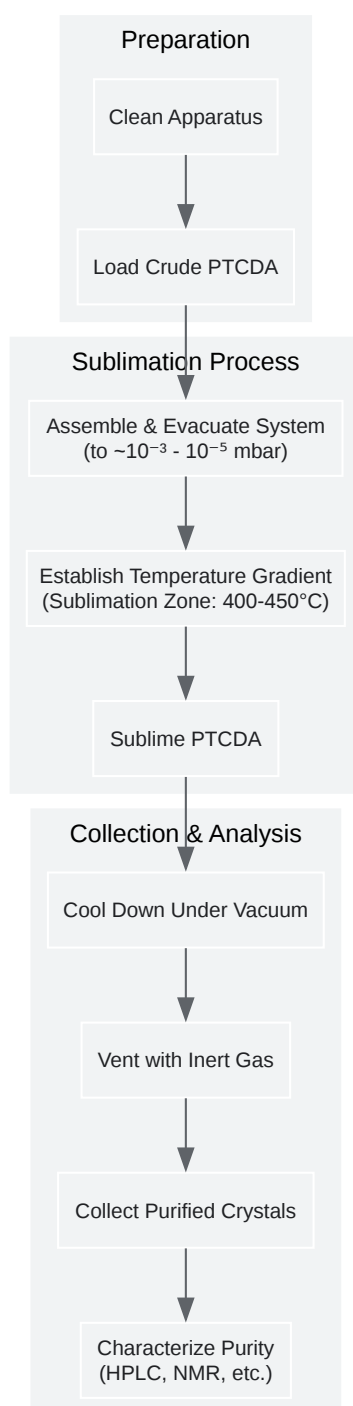 Preparation
Clean Apparatus
Load Crude PTCDA
Sublimation Process
Assemble & Evacuate System
(to ~10⁻³ - 10⁻⁵ mbar)
Establish Temperature Gradient
(Sublimation Zone: 400-450°C)
Sublime PTCDA
Collection & Analysis
Cool Down Under Vacuum
Vent with Inert Gas
Collect Purified Crystals
Characterize Purity
(HPLC, NMR, etc.)